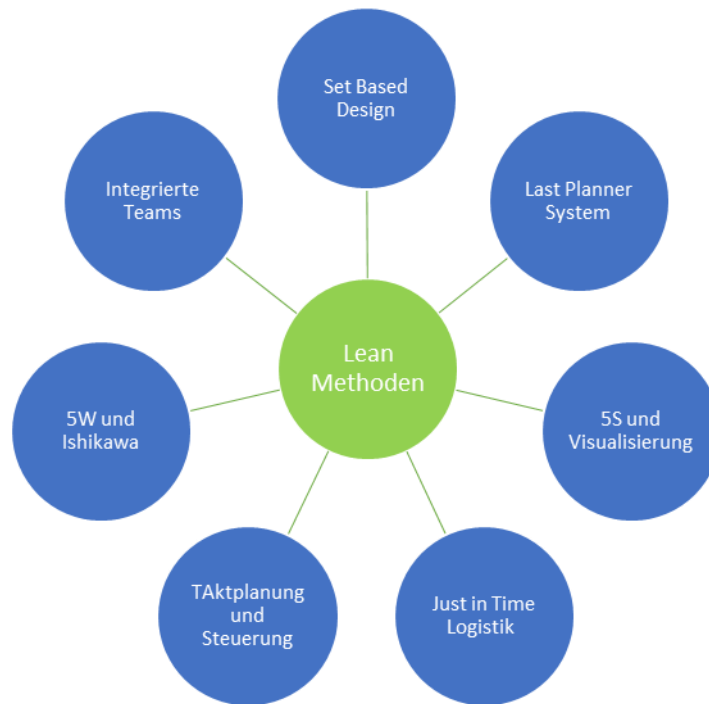 Set Based
Design
Integrierte
Teams
Last Planner
System
Lean
Methoden
5W und
Ishikawa
5S und
Visualisierung
TAktplanung
und
Steuerung
Just in Time
Logistik